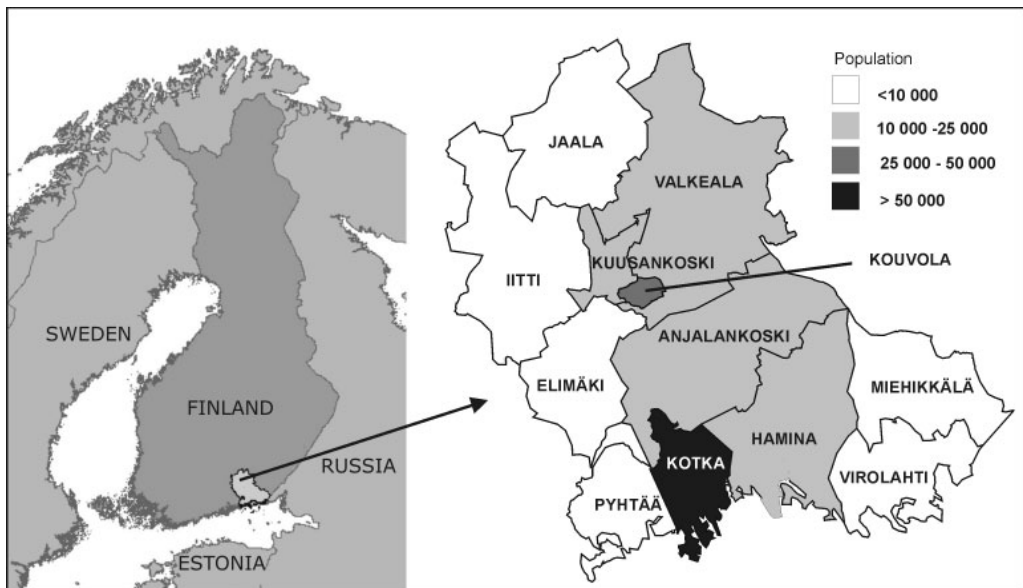 SWEDEN
FINLAND
RUSSIA
ESTONIA
Population
<10 000
10 000 -25 000
25 000 - 50 000
> 50 000
JAALA
VALKEALA
KUUSANKOSKI
KOUVOLA
IITTI
ANJALANKOSKI
ELIMÄKI
MIEHIKKÄLÄ
HAMINA
KOTKA
VIROLAHTI
PYHTÄÄ